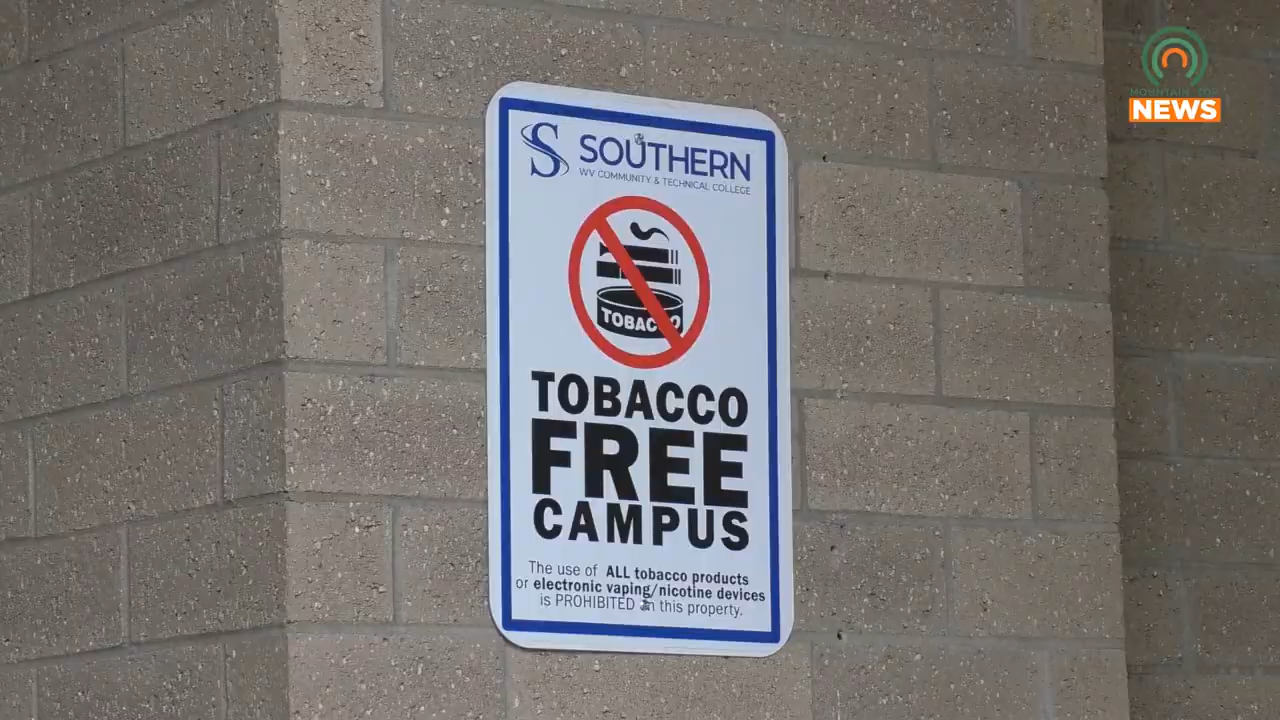 MOUNTAIN TOP
NEWS
S SOUTHERN
WV COMMUNITY & TECHNICAL COLLEGE
TOBACCO
TOBACCO
FREE
CAMPUS
The use of ALL tobacco products
or electronic vaping/nicotine devices
is PROHIBITED on this property.